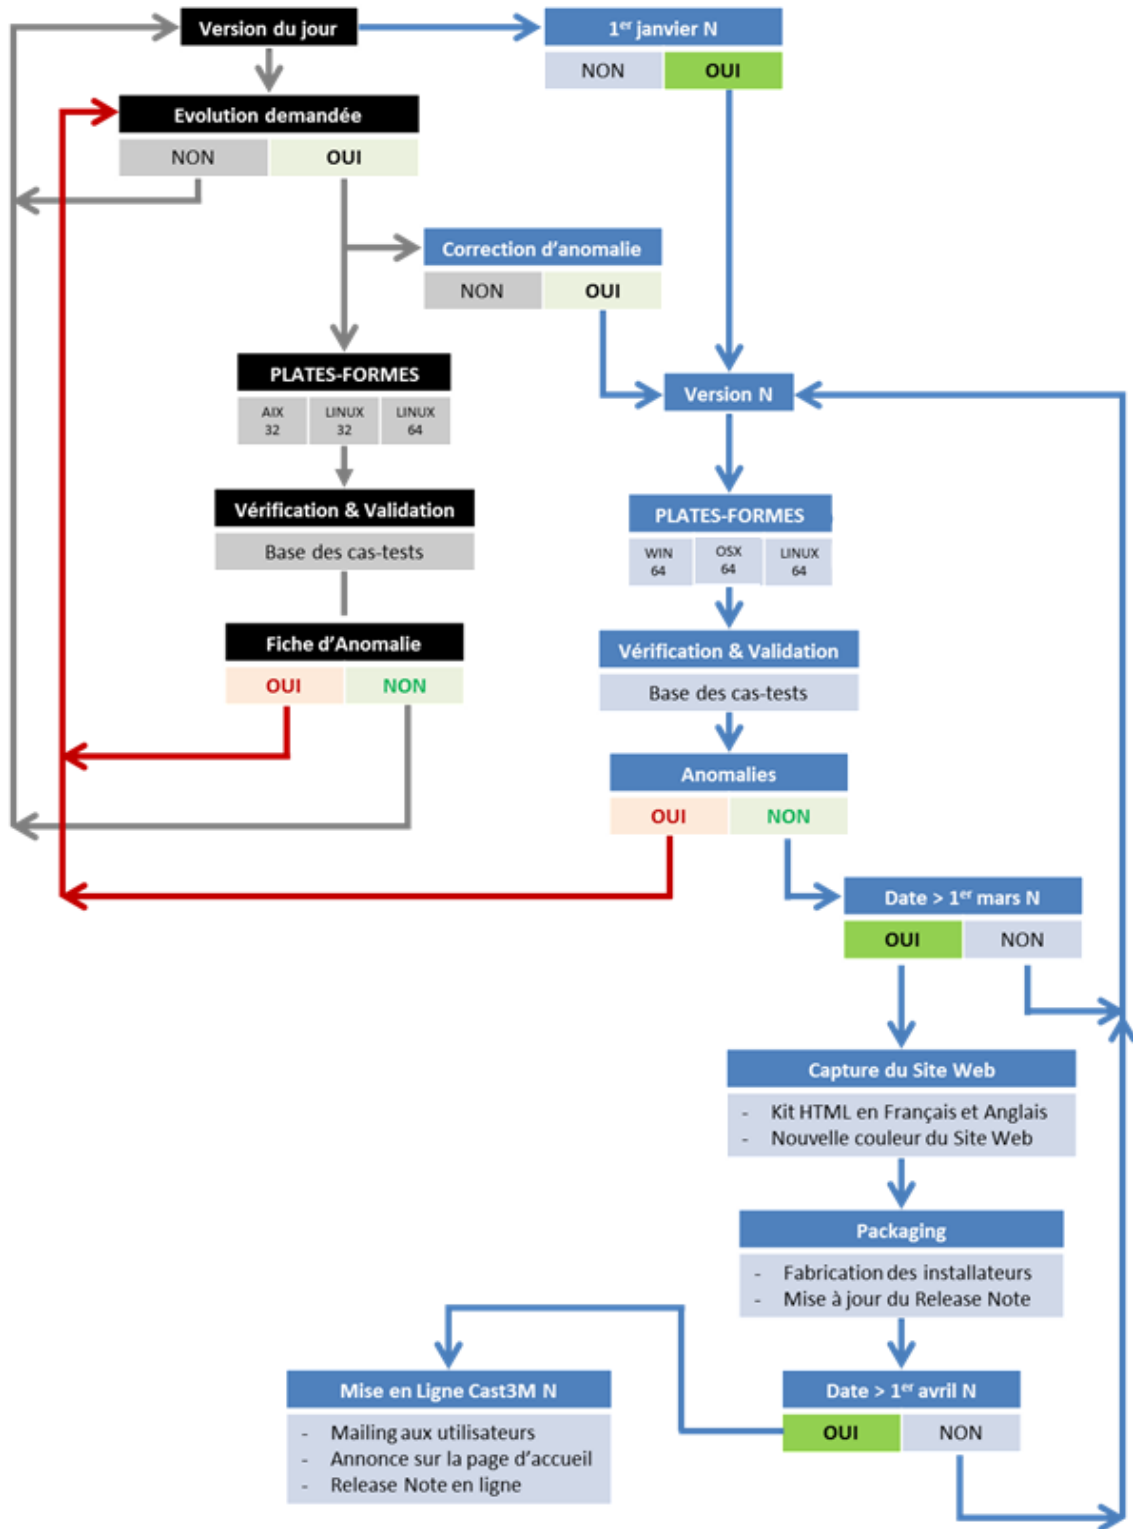 Version du jour
1er janvier N
NON OUI
Evolution demandée
NON OUI
Correction d'anomalie
NON OUI
PLATES-FORMES
AIX 32 LINUX 32 LINUX 64
Version N
Vérification & Validation
Base des cas-tests
PLATES-FORMES
WIN 64 OSX 64 LINUX 64
Fiche d'Anomalie
OUI NON
Vérification & Validation
Base des cas-tests
Anomalies
OUI NON
Date > 1er mars N
OUI NON
Capture du Site Web
- Kit HTML en Français et Anglais
- Nouvelle couleur du Site Web
Packaging
- Fabrication des installateurs
- Mise à jour du Release Note
Date > 1er avril N
OUI NON
Mise en Ligne Cast3M N
- Mailing aux utilisateurs
- Annonce sur la page d'accueil
- Release Note en ligne